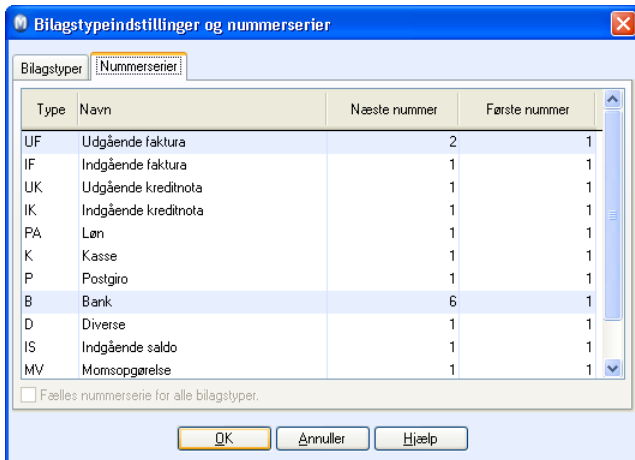 Bilagstypeindstillinger og nummerserier
Bilagstyper Nummerserier
Type Navn Næste nummer Første nummer
UF Udgående faktura 2 1
IF Indgående faktura 1 1
UK Udgående kreditnota 1 1
IK Indgående kreditnota 1 1
PA Løn 1 1
K Kasse 1 1
P Postgiro 1 1
B Bank 6 1
D Diverse 1 1
IS Indgående saldo 1 1
MV Momsopgørelse 1 1
Fælles nummerserie for alle bilagstyper.
OK Annuller Hjælp